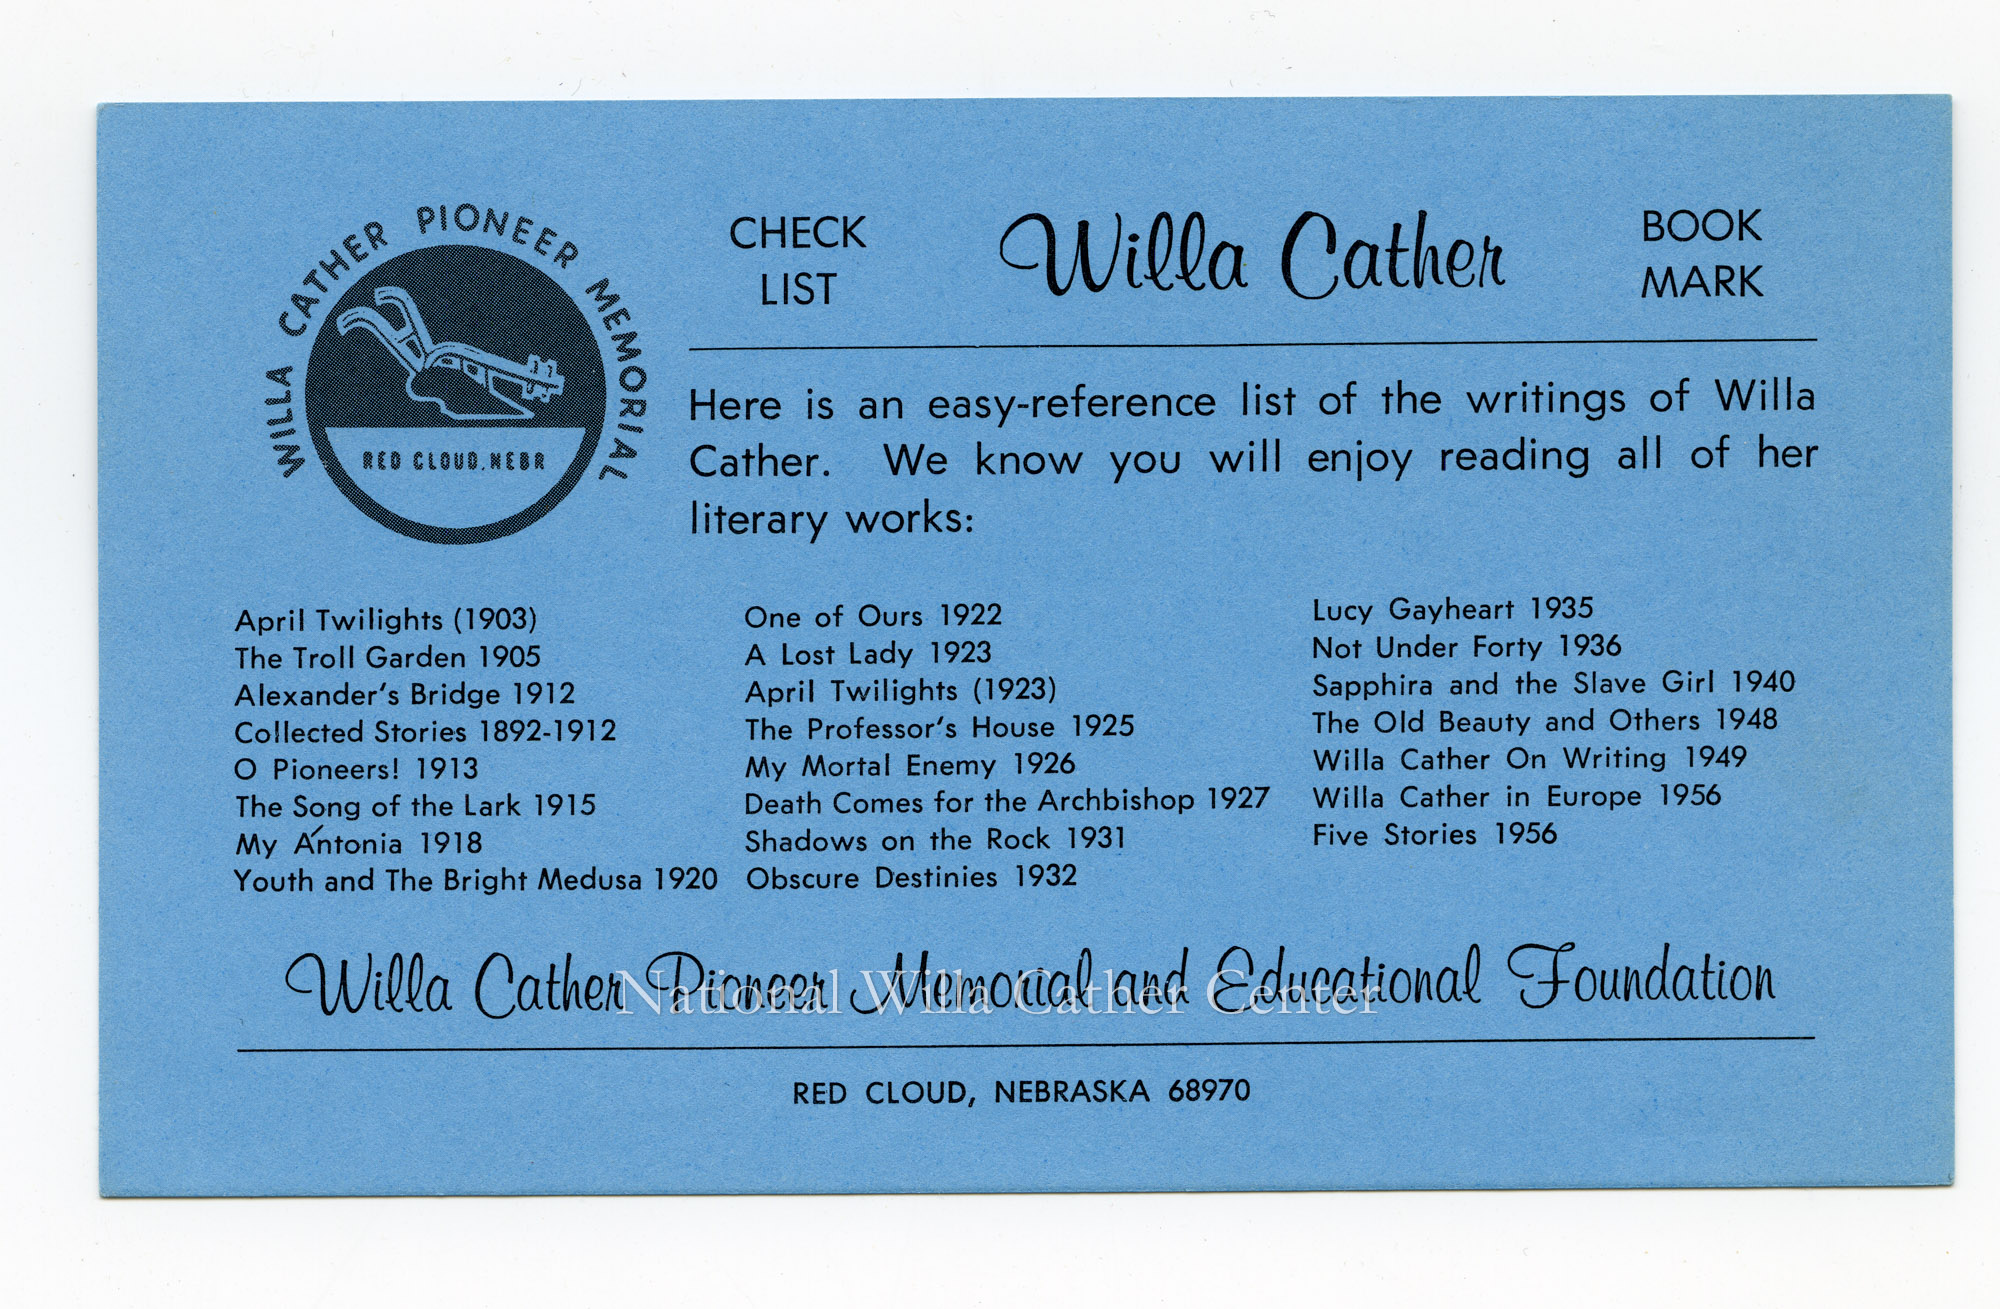 WILLA CATHER PIONEER MEMORIAL
RED CLOUD, NEBR
CHECK
LIST
Willa Cather
BOOK
MARK
Here is an easy-reference list of the writings of Willa
Cather. We know you will enjoy reading all of her
literary works:
April Twilights (1903)
The Troll Garden 1905
Alexander's Bridge 1912
Collected Stories 1892-1912
O Pioneers! 1913
The Song of the Lark 1915
My Ántonia 1918
Youth and The Bright Medusa 1920
One of Ours 1922
A Lost Lady 1923
April Twilights (1923)
The Professor's House 1925
My Mortal Enemy 1926
Death Comes for the Archbishop 1927
Shadows on the Rock 1931
Obscure Destinies 1932
Lucy Gayheart 1935
Not Under Forty 1936
Sapphira and the Slave Girl 1940
The Old Beauty and Others 1948
Willa Cather On Writing 1949
Willa Cather in Europe 1956
Five Stories 1956
Willa Cather Pioneer Memorial and Educational Foundation
National Willa Cather Center
RED CLOUD, NEBRASKA 68970